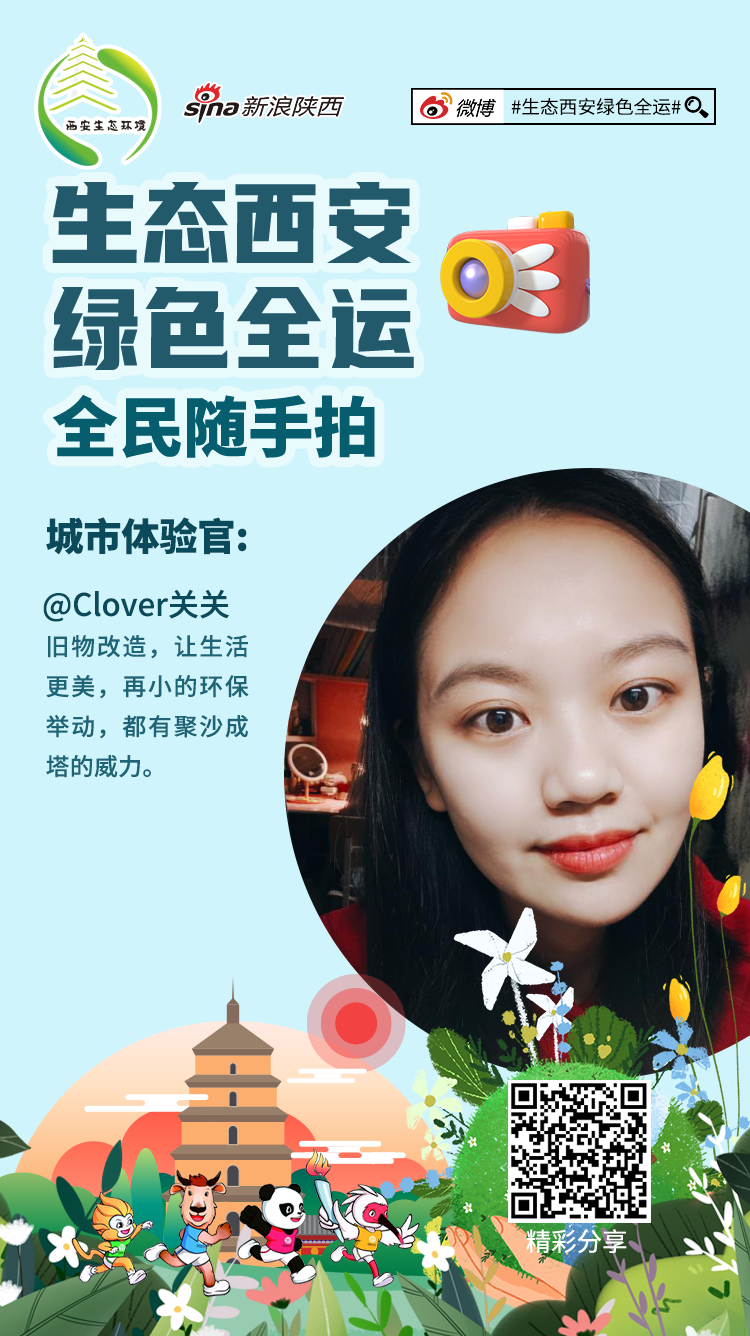 西安生态环境
sina新浪陕西
微博 #生态西安绿色全运#
生态西安
绿色全运
全民随手拍
城市体验官:
@Clover关关
旧物改造，让生活
更美，再小的环保
举动，都有聚沙成
塔的威力。
精彩分享